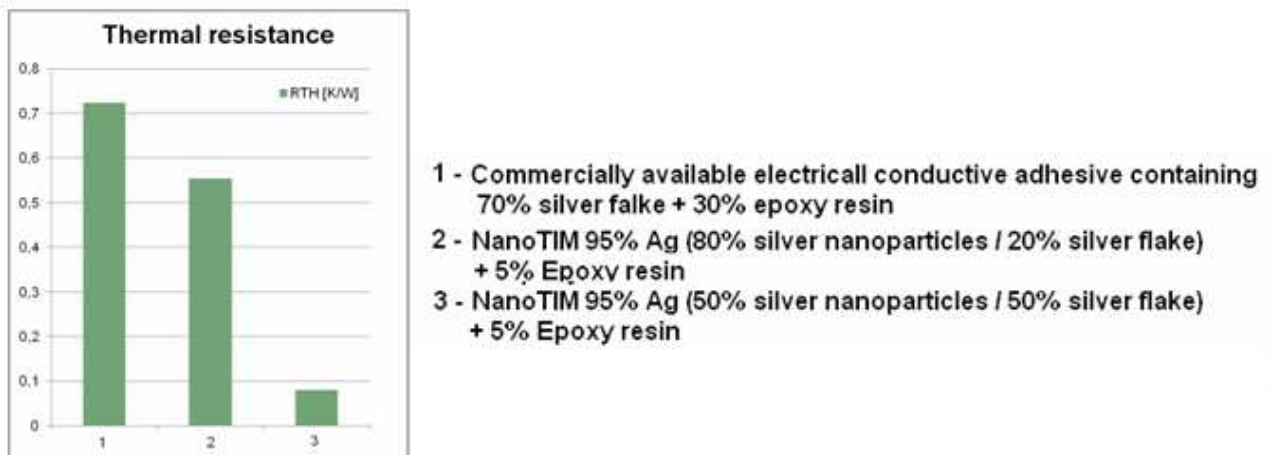 Thermal resistance
0,8
RTH [K/W]
0,7
0,6
0,5
0,4
0,3
0,2
0,1
0
1
2
3
1 - Commercially available electricall conductive adhesive containing
70% silver falke + 30% epoxy resin
2 - NanoTIM 95% Ag (80% silver nanoparticles / 20% silver flake)
+ 5% Epoxy resin
3 - NanoTIM 95% Ag (50% silver nanoparticles / 50% silver flake)
+ 5% Epoxy resin